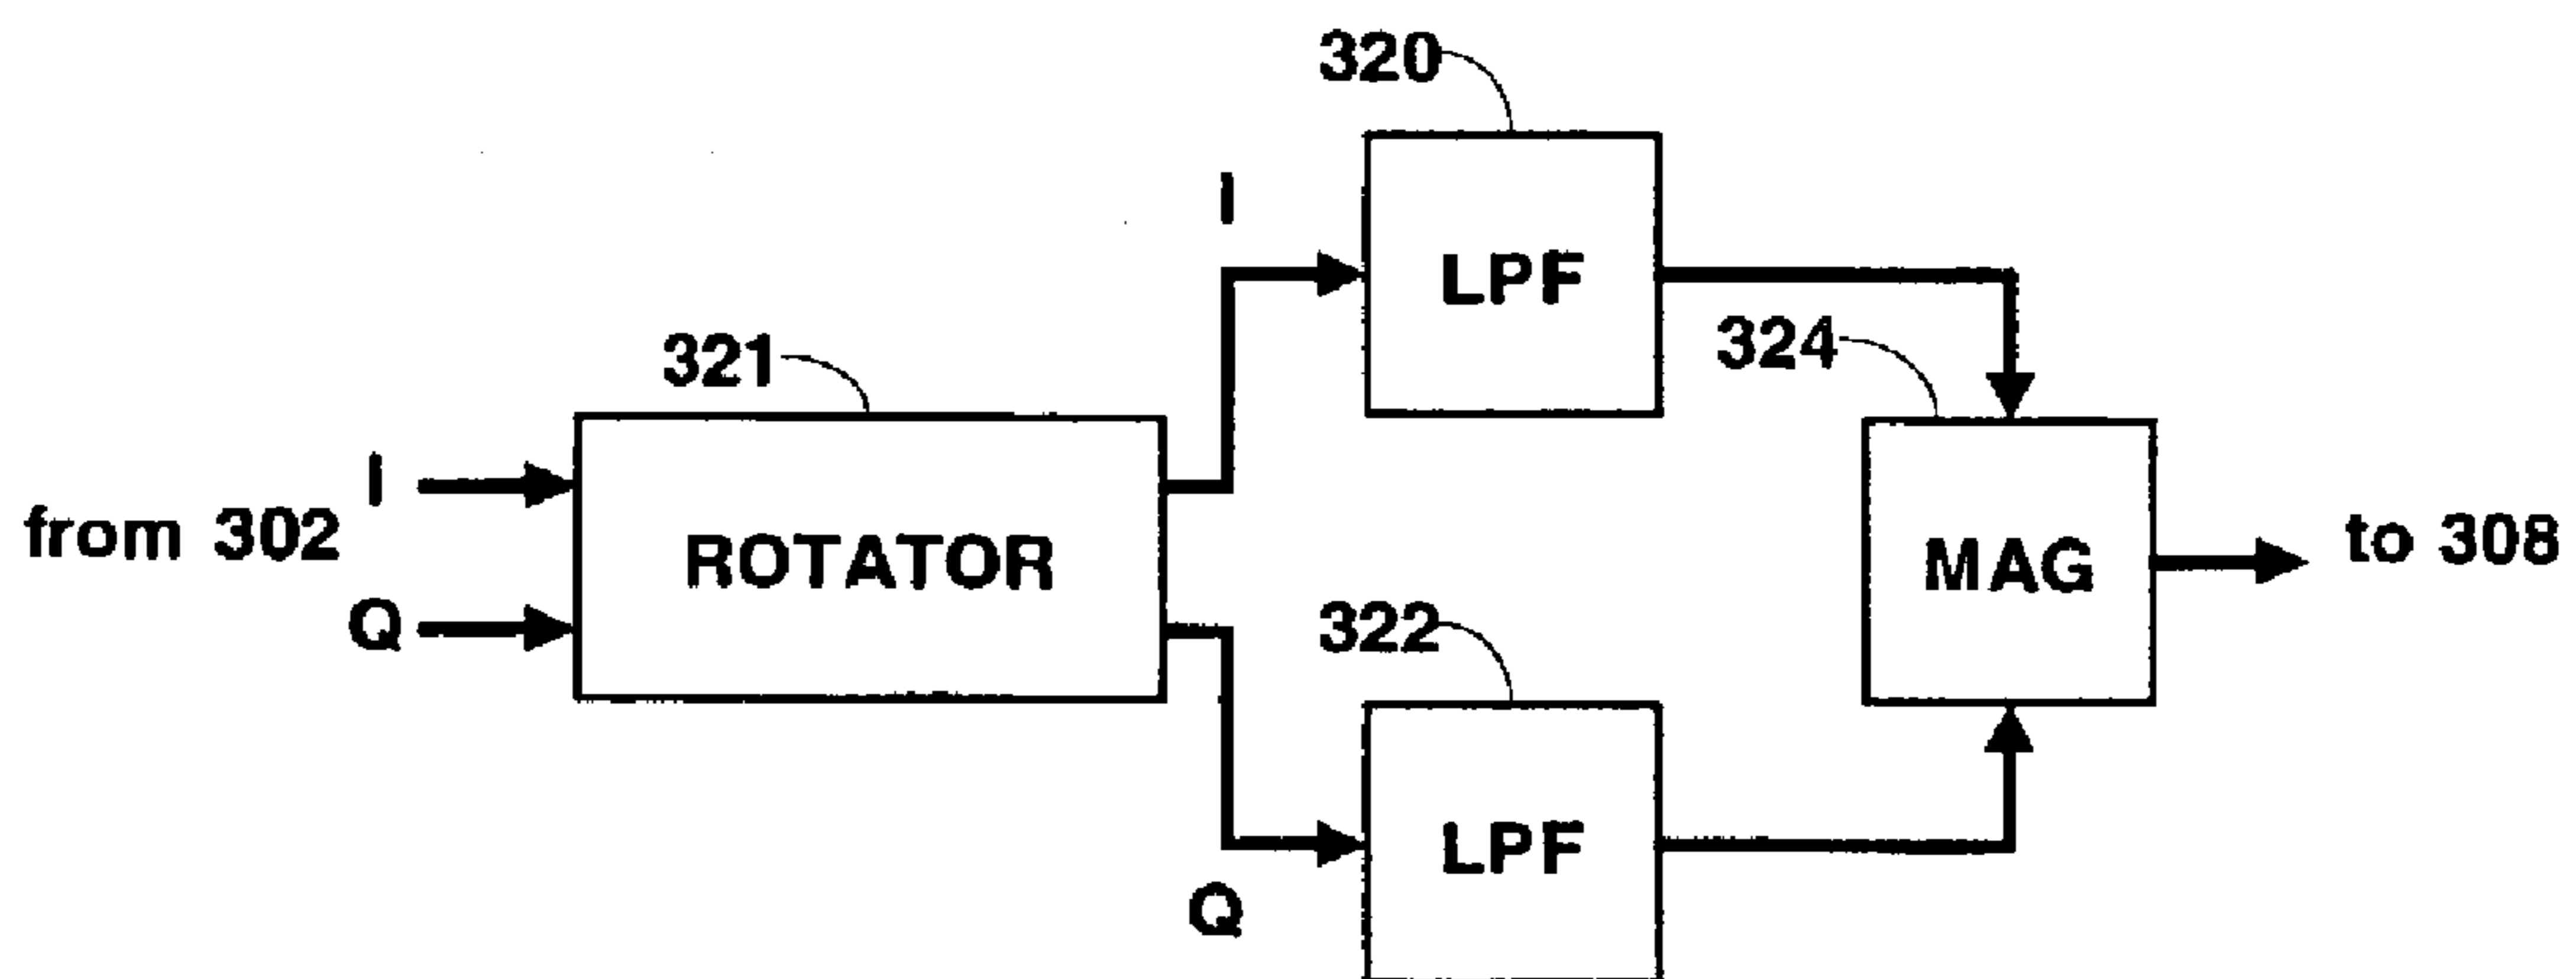 320
I
LPF
324
321
I
from 302
Q
ROTATOR
MAG
to 308
322
LPF
Q